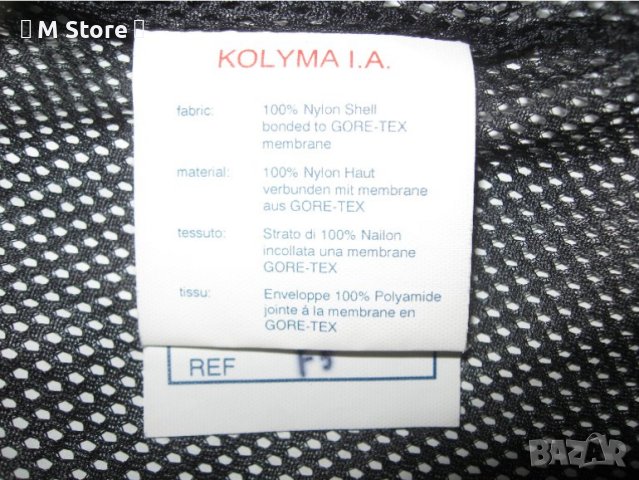 M Store
KOLYMA I.A.
fabric: 100% Nylon Shell
bonded to GORE-TEX
membrane
material: 100% Nylon Haut
verbunden mit membrane
aus GORE-TEX
tessuto: Strato di 100% Nailon
incollata una membrane
GORE-TEX
tissu: Enveloppe 100% Polyamide
jointe à la membrane en
GORE-TEX
REF
BAZAR